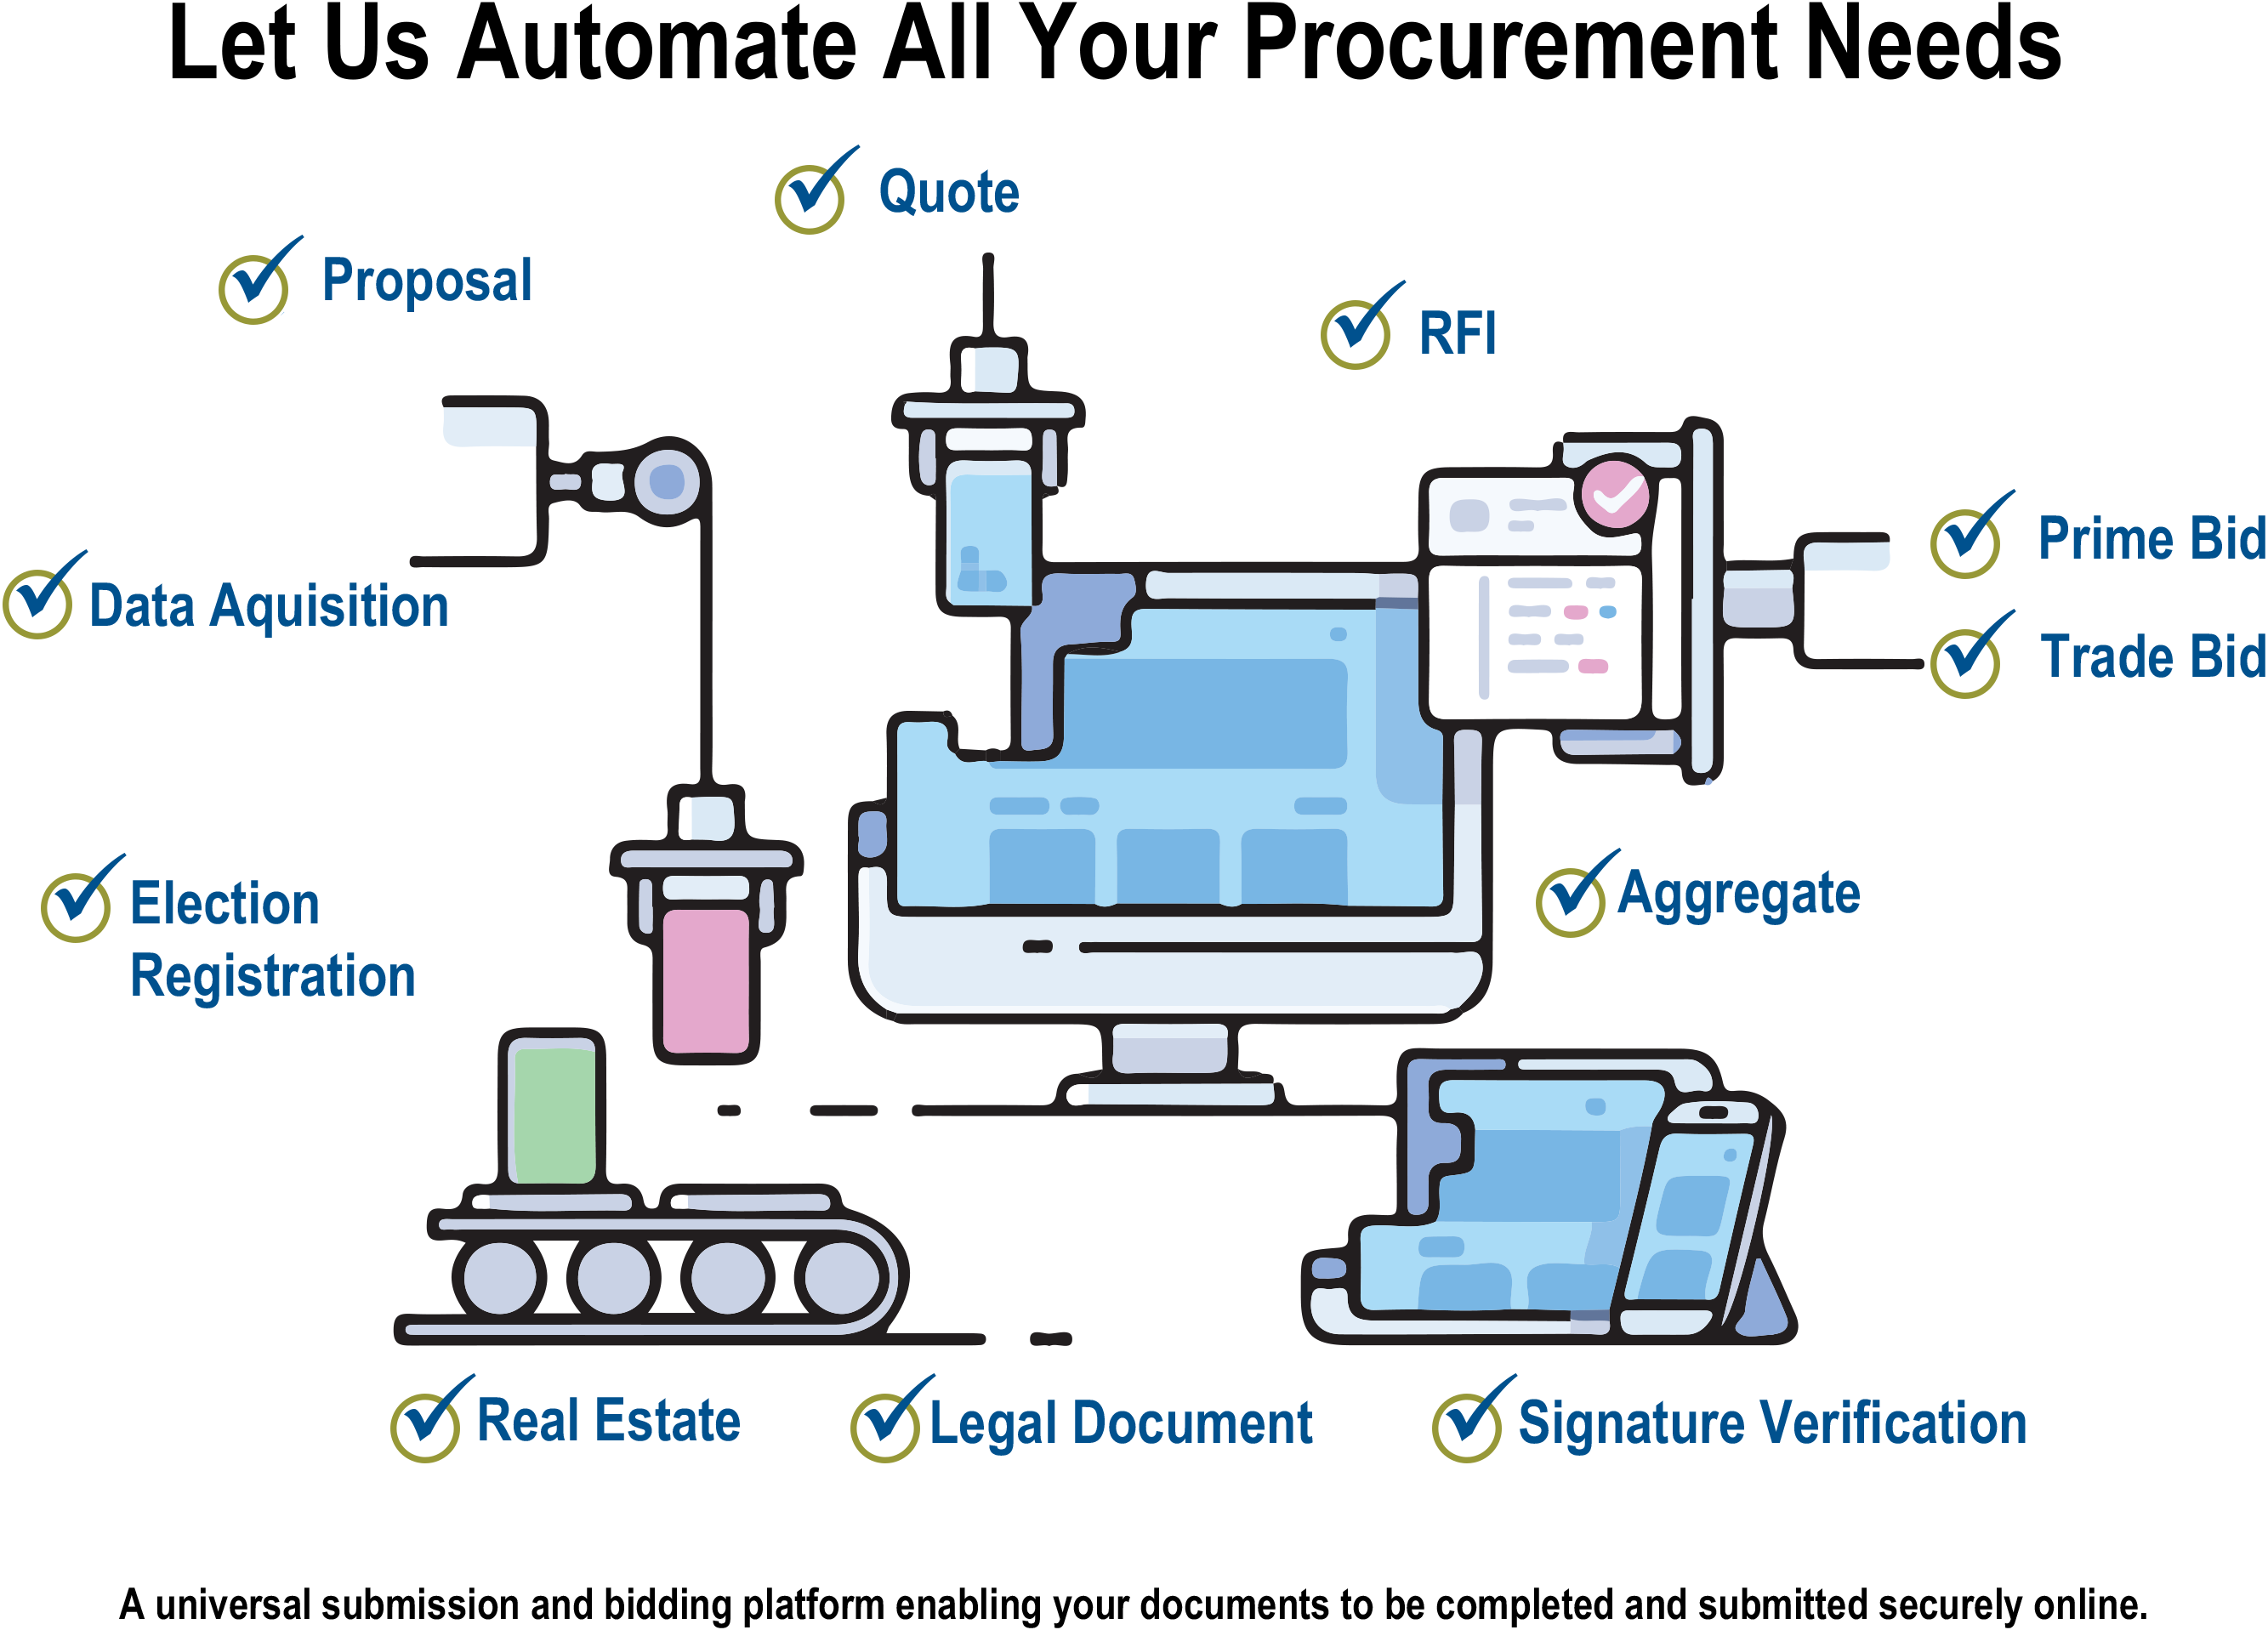 Let Us Automate All Your Procurement Needs
Quote
Proposal
RFI
Prime Bid
Data Aquisition
Trade Bid
Election
Registration
Aggregate
Real Estate
Legal Document
Signature Verification
A universal submission and bidding platform enabling your documents to be completed and submitted securely online.